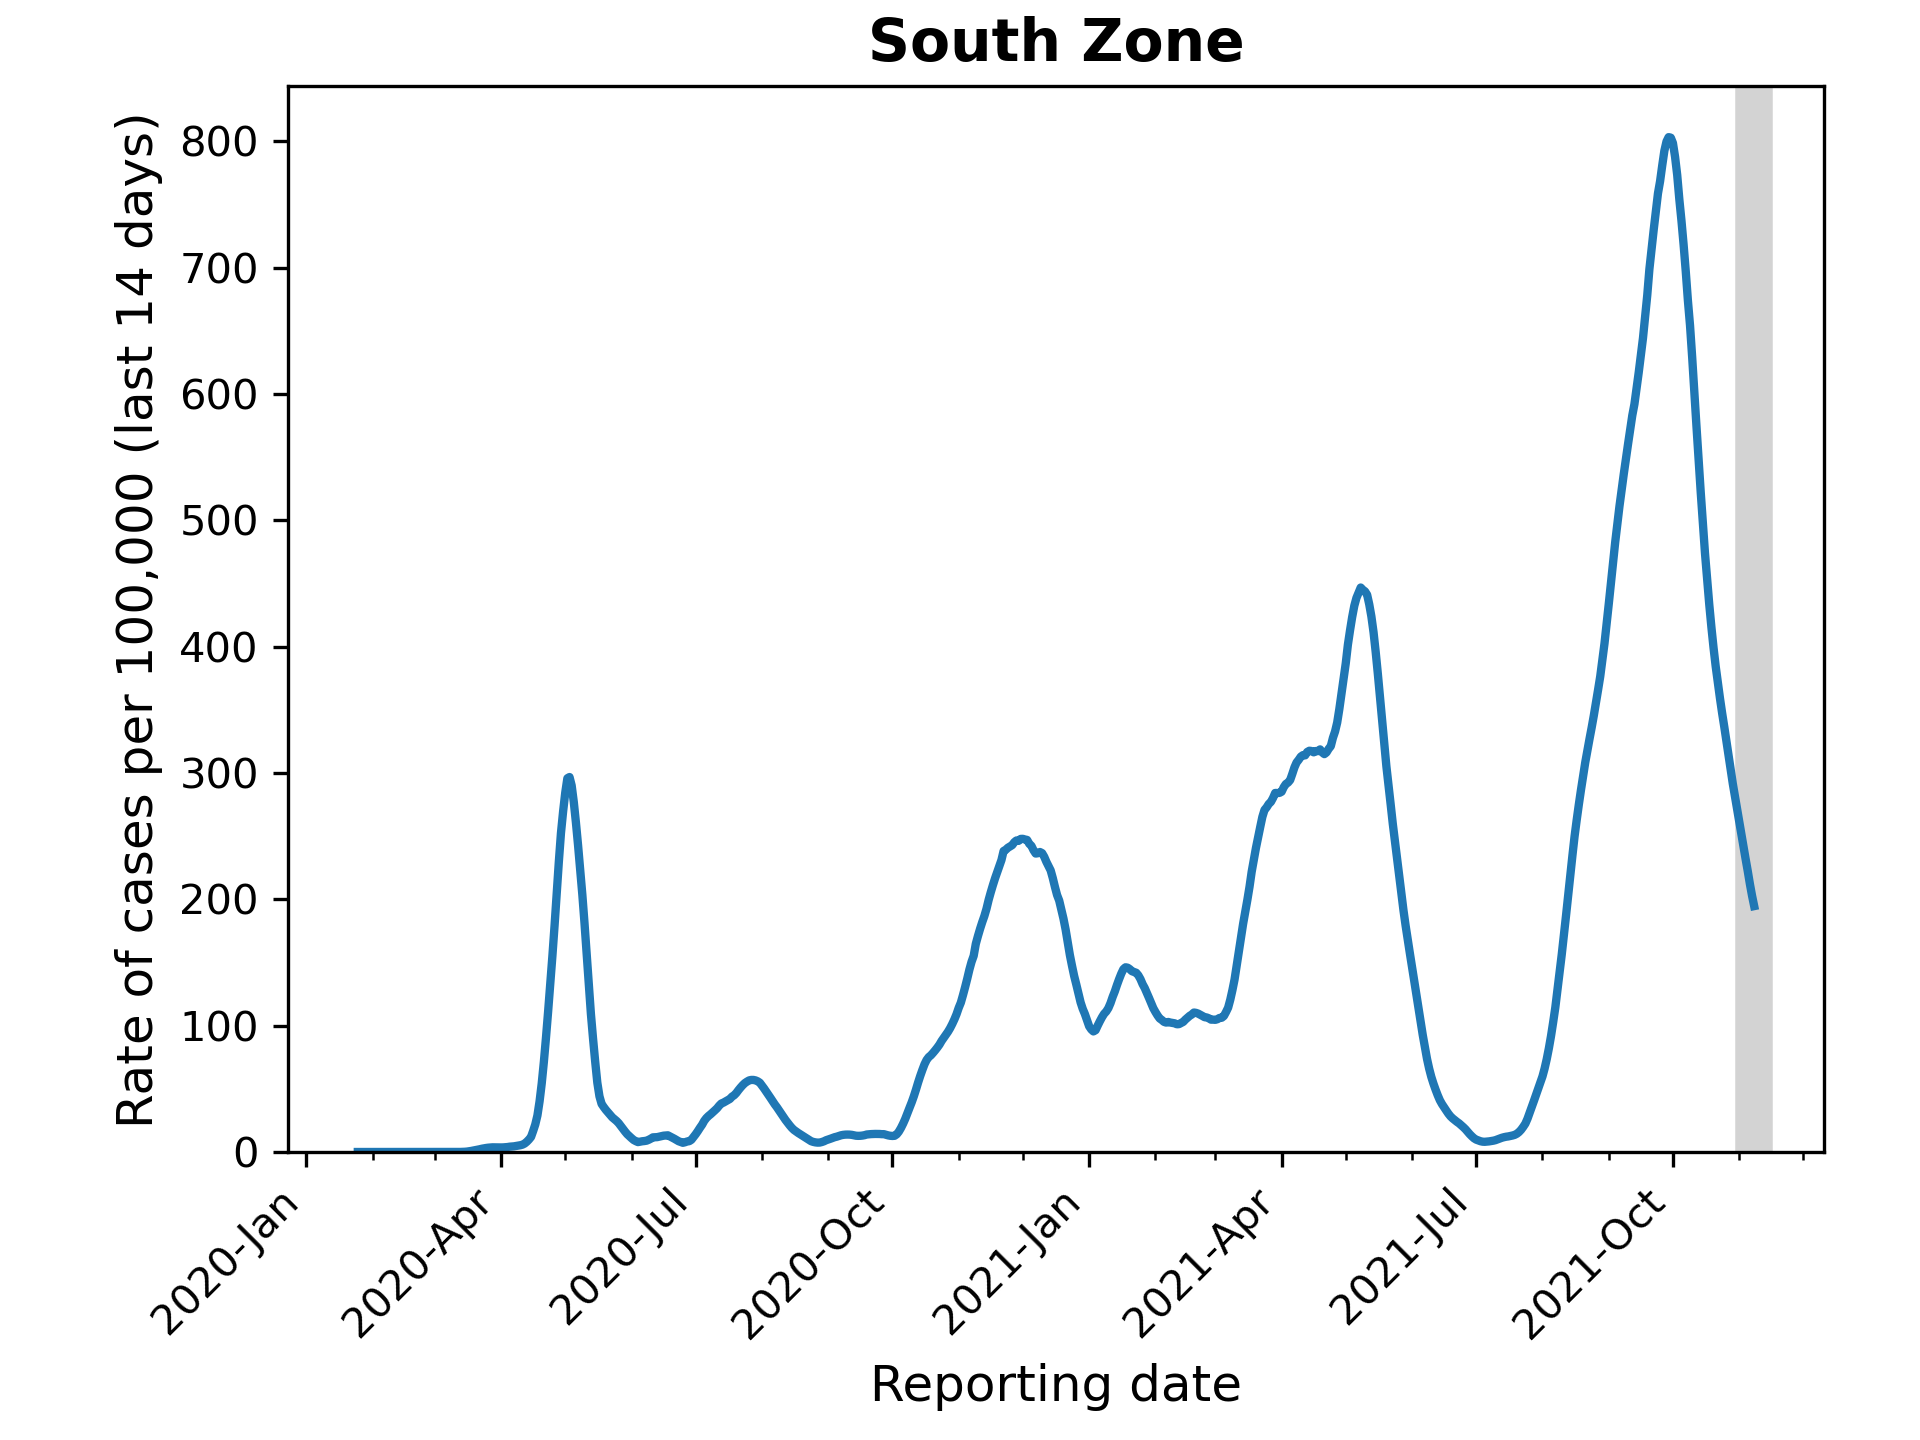 South Zone
Rate of cases per 100,000 (last 14 days)
800
700
600
500
400
300
200
100
0
2020-Jan
2020-Apr
2020-Jul
2020-Oct
2021-Jan
2021-Apr
2021-Jul
2021-Oct
Reporting date